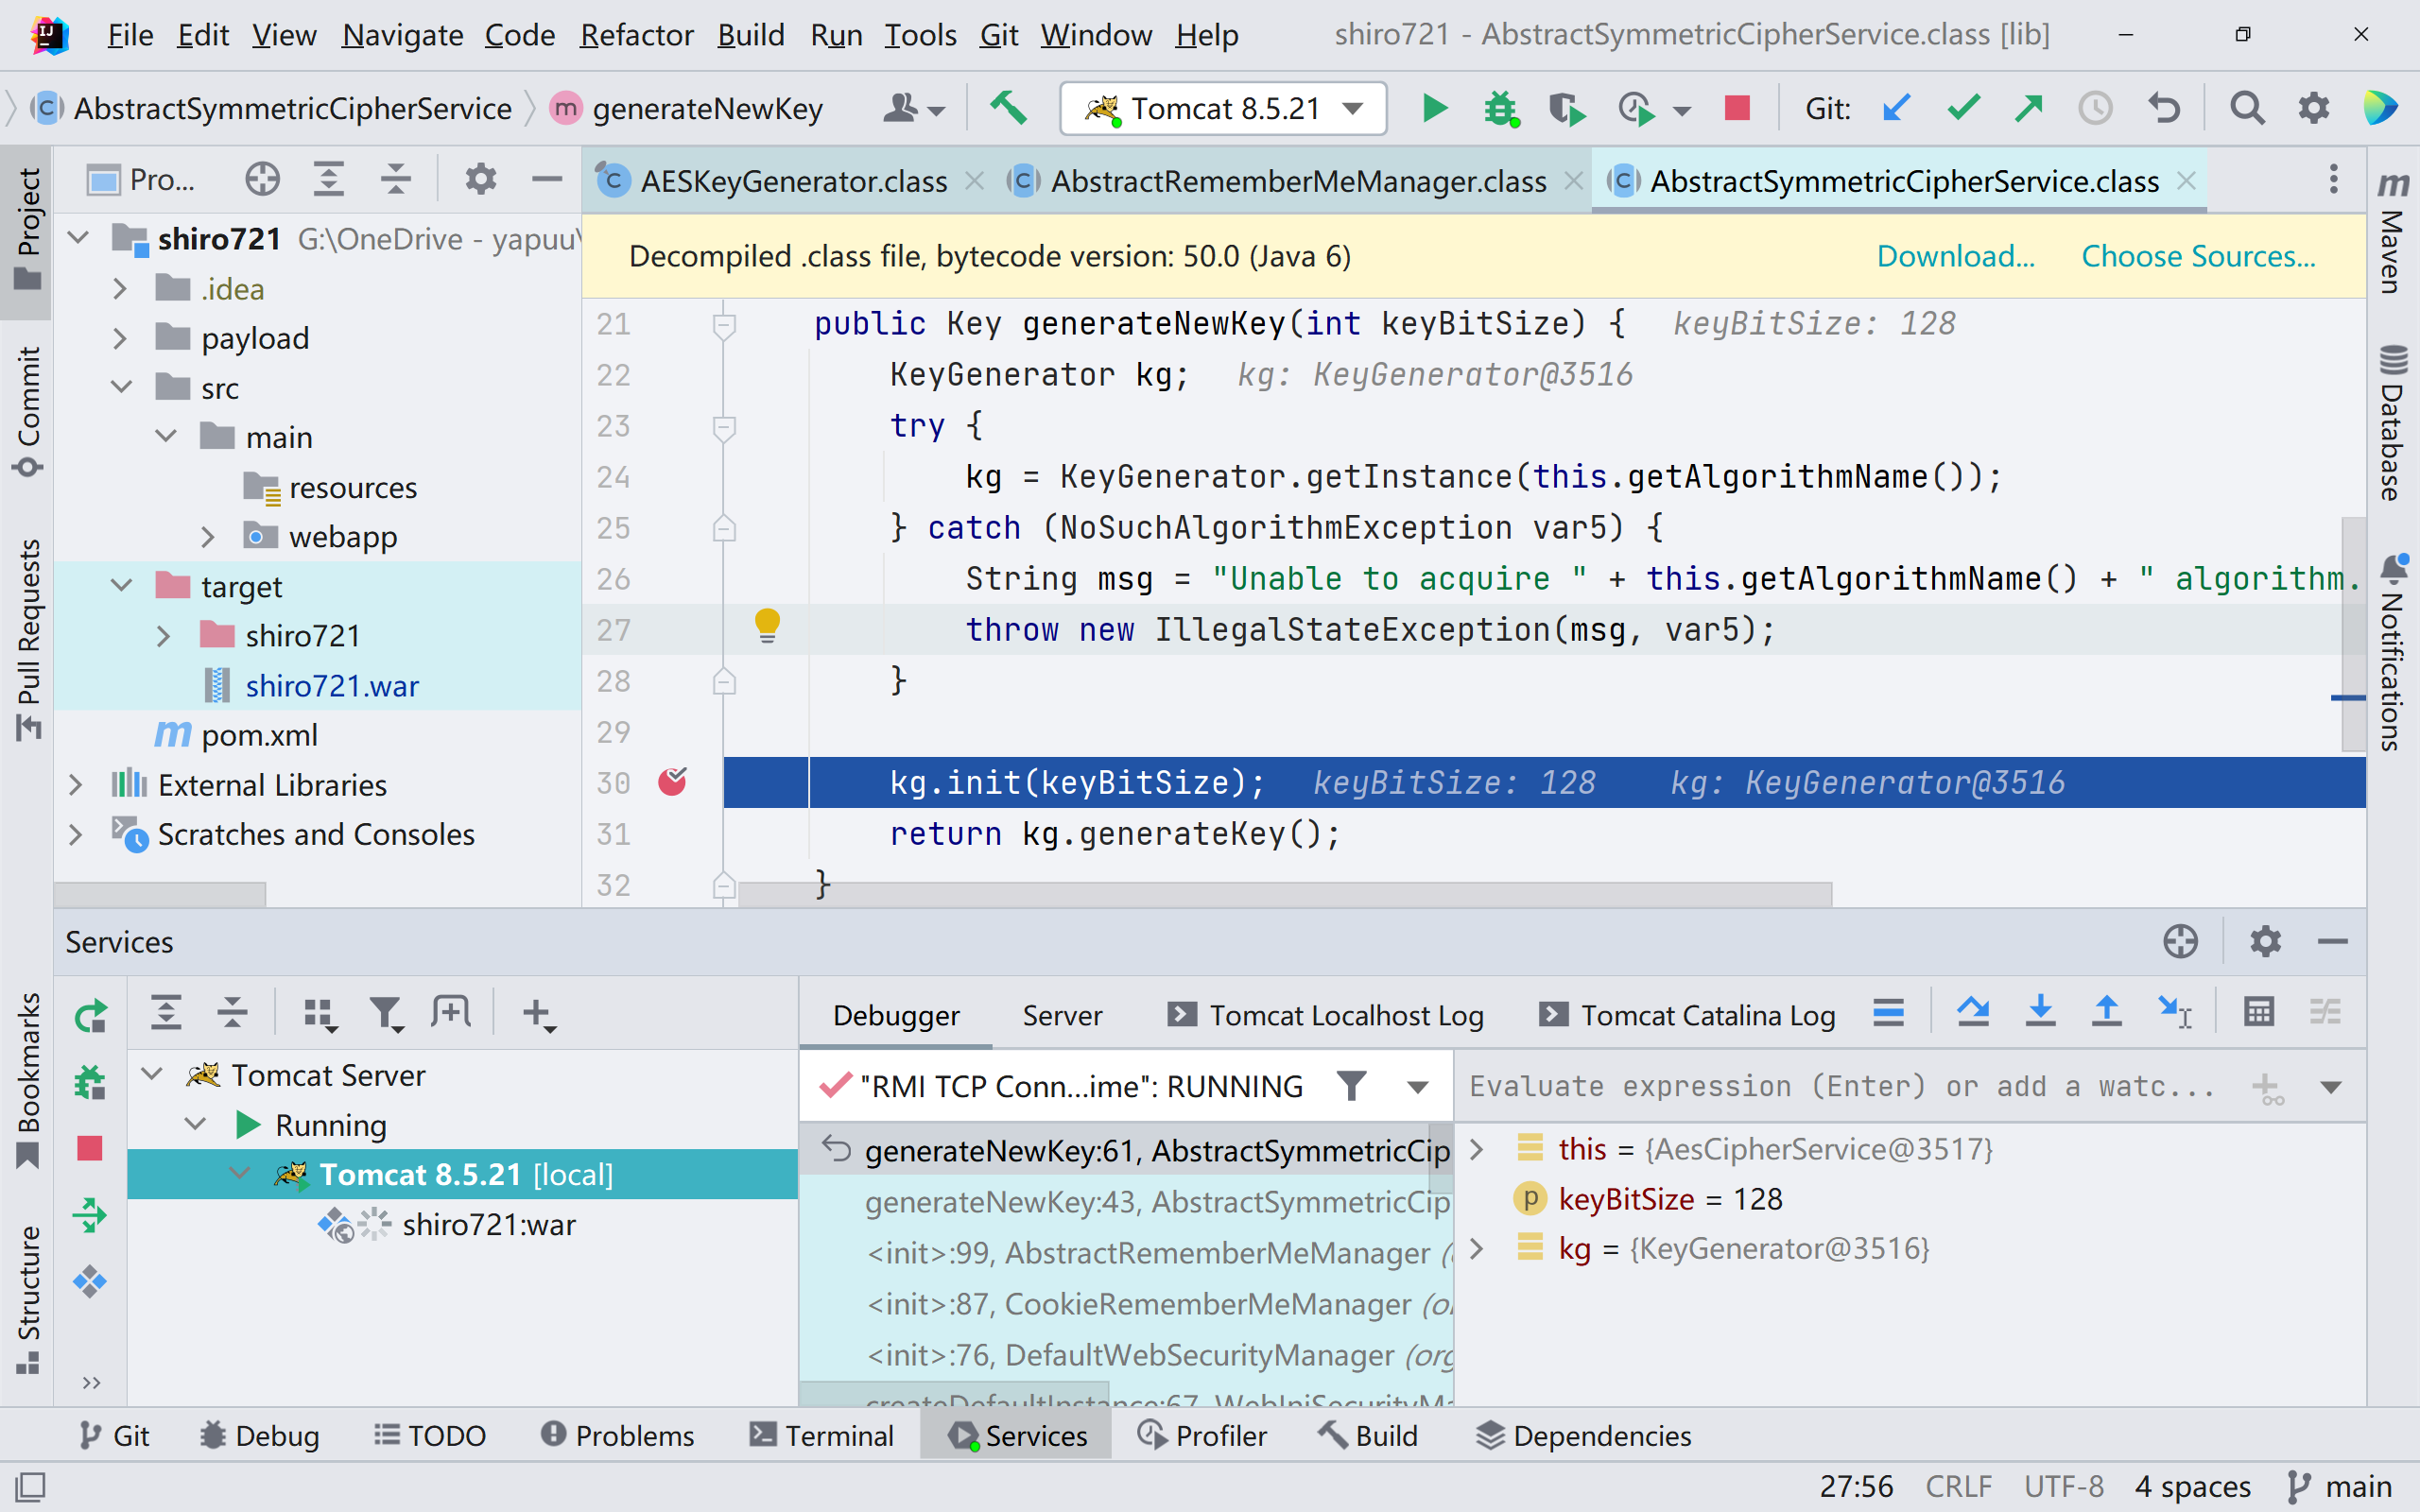 File Edit View Navigate Code Refactor Build Run Tools Git Window Help shiro721 - AbstractSymmetricCipherService.class [lib]
AbstractSymmetricCipherService generateNewKey Tomcat 8.5.21 Git:
Project
Commit
Pull Requests
Bookmarks
Structure
Pro...
shiro721 G:\OneDrive - yapuu\
.idea
payload
src
main
resources
webapp
target
shiro721
shiro721.war
pom.xml
External Libraries
Scratches and Consoles
AESKeyGenerator.class AbstractRememberMeManager.class AbstractSymmetricCipherService.class
Decompiled .class file, bytecode version: 50.0 (Java 6) Download... Choose Sources...
21 public Key generateNewKey(int keyBitSize) { keyBitSize: 128
22 KeyGenerator kg; kg: KeyGenerator@3516
23 try {
24 kg = KeyGenerator.getInstance(this.getAlgorithmName());
25 } catch (NoSuchAlgorithmException var5) {
26 String msg = "Unable to acquire " + this.getAlgorithmName() + " algorithm.
27 throw new IllegalStateException(msg, var5);
28 }
29
30 kg.init(keyBitSize); keyBitSize: 128 kg: KeyGenerator@3516
31 return kg.generateKey();
32 }
Maven
Database
Notifications
Services
Tomcat Server
Running
Tomcat 8.5.21 [local]
shiro721:war
Debugger Server Tomcat Localhost Log Tomcat Catalina Log
"RMI TCP Conn...ime": RUNNING
generateNewKey:61, AbstractSymmetricCip
generateNewKey:43, AbstractSymmetricCip
<init>:99, AbstractRememberMeManager (
<init>:87, CookieRememberMeManager (o
<init>:76, DefaultWebSecurityManager (org
createDefaultInstance:67, WebIniSecurityMa
Evaluate expression (Enter) or add a watc...
this = {AesCipherService@3517}
keyBitSize = 128
kg = {KeyGenerator@3516}
Git Debug TODO Problems Terminal Services Profiler Build Dependencies
27:56 CRLF UTF-8 4 spaces main